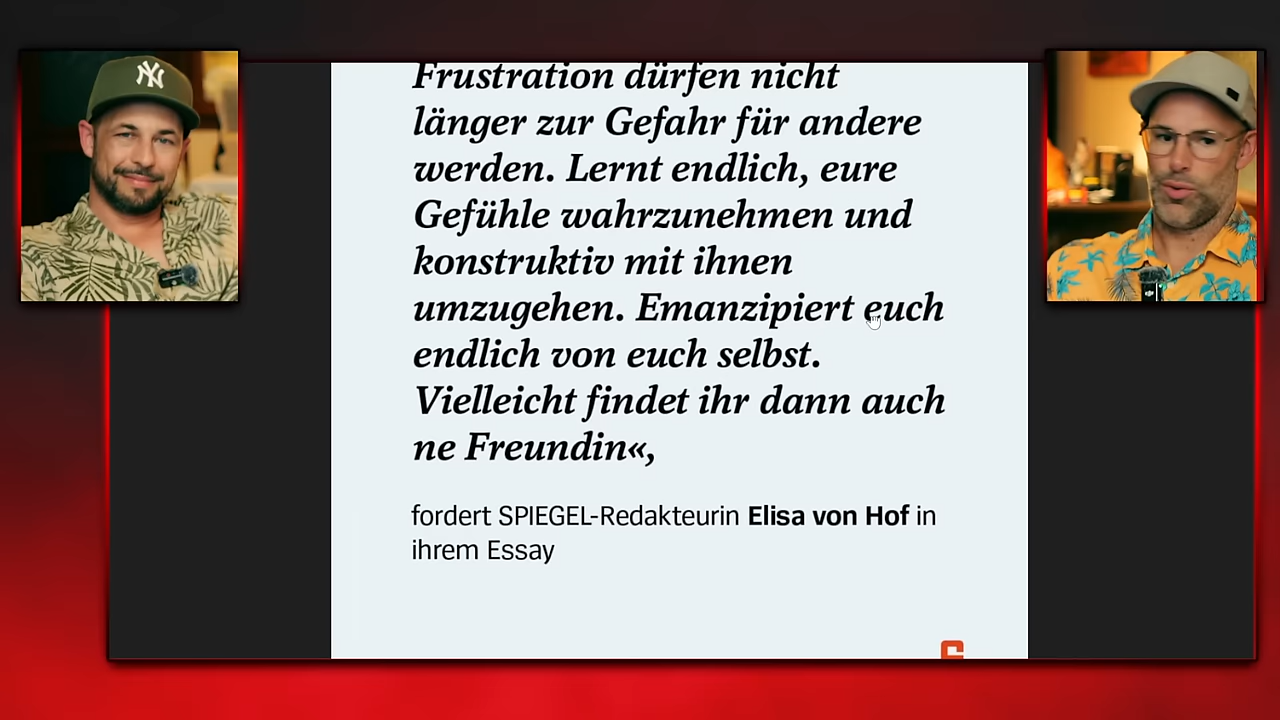 Frustration dürfen nicht
länger zur Gefahr für andere
werden. Lernt endlich, eure
Gefühle wahrzunehmen und
konstruktiv mit ihnen
umzugehen. Emanzipiert euch
endlich von euch selbst.
Vielleicht findet ihr dann auch
ne Freundin«,
fordert SPIEGEL-Redakteurin Elisa von Hof in
ihrem Essay